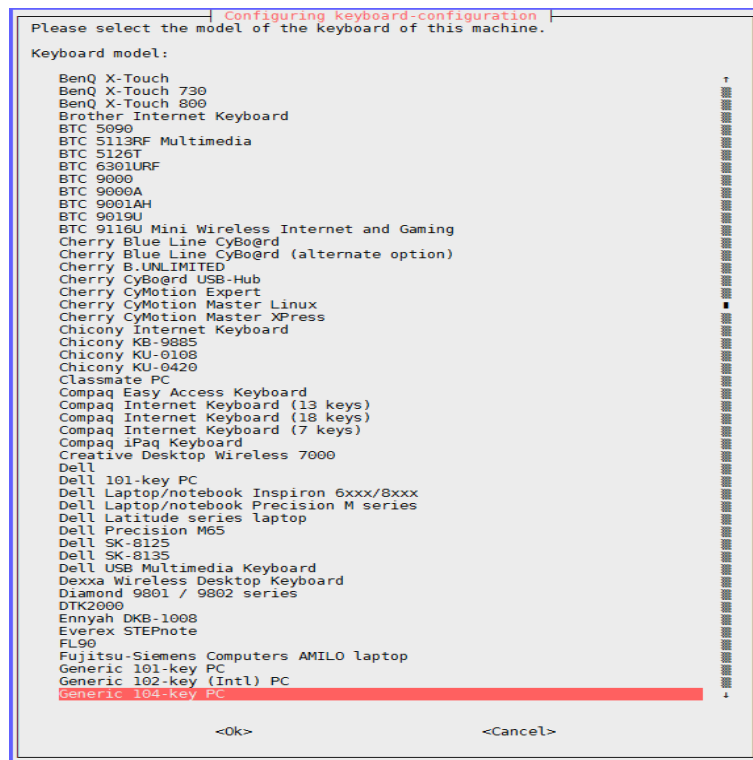 Configuring keyboard-configuration
Please select the model of the keyboard of this machine.
Keyboard model:
BenQ X-Touch
BenQ X-Touch 730
BenQ X-Touch 800
Brother Internet Keyboard
BTC 5090
BTC 5113RF Multimedia
BTC 5126T
BTC 6301URF
BTC 9000
BTC 9000A
BTC 9001AH
BTC 9019U
BTC 9116U Mini Wireless Internet and Gaming
Cherry Blue Line CyBo@rd
Cherry Blue Line CyBo@rd (alternate option)
Cherry B.UNLIMITED
Cherry CyBo@rd USB-Hub
Cherry CyMotion Expert
Cherry CyMotion Master Linux
Cherry CyMotion Master XPress
Chicony Internet Keyboard
Chicony KB-9885
Chicony KU-0108
Chicony KU-0420
Classmate PC
Compaq Easy Access Keyboard
Compaq Internet Keyboard (13 keys)
Compaq Internet Keyboard (18 keys)
Compaq Internet Keyboard (7 keys)
Compaq iPaq Keyboard
Creative Desktop Wireless 7000
Dell
Dell 101-key PC
Dell Laptop/notebook Inspiron 6xxx/8xxx
Dell Laptop/notebook Precision M series
Dell Latitude series laptop
Dell Precision M65
Dell SK-8125
Dell SK-8135
Dell USB Multimedia Keyboard
Dexxa Wireless Desktop Keyboard
Diamond 9801 / 9802 series
DTK2000
Ennyah DKB-1008
Everex STEPnote
FL90
Fujitsu-Siemens Computers AMILO laptop
Generic 101-key PC
Generic 102-key (Intl) PC
Generic 104-key PC
<Ok> <Cancel>